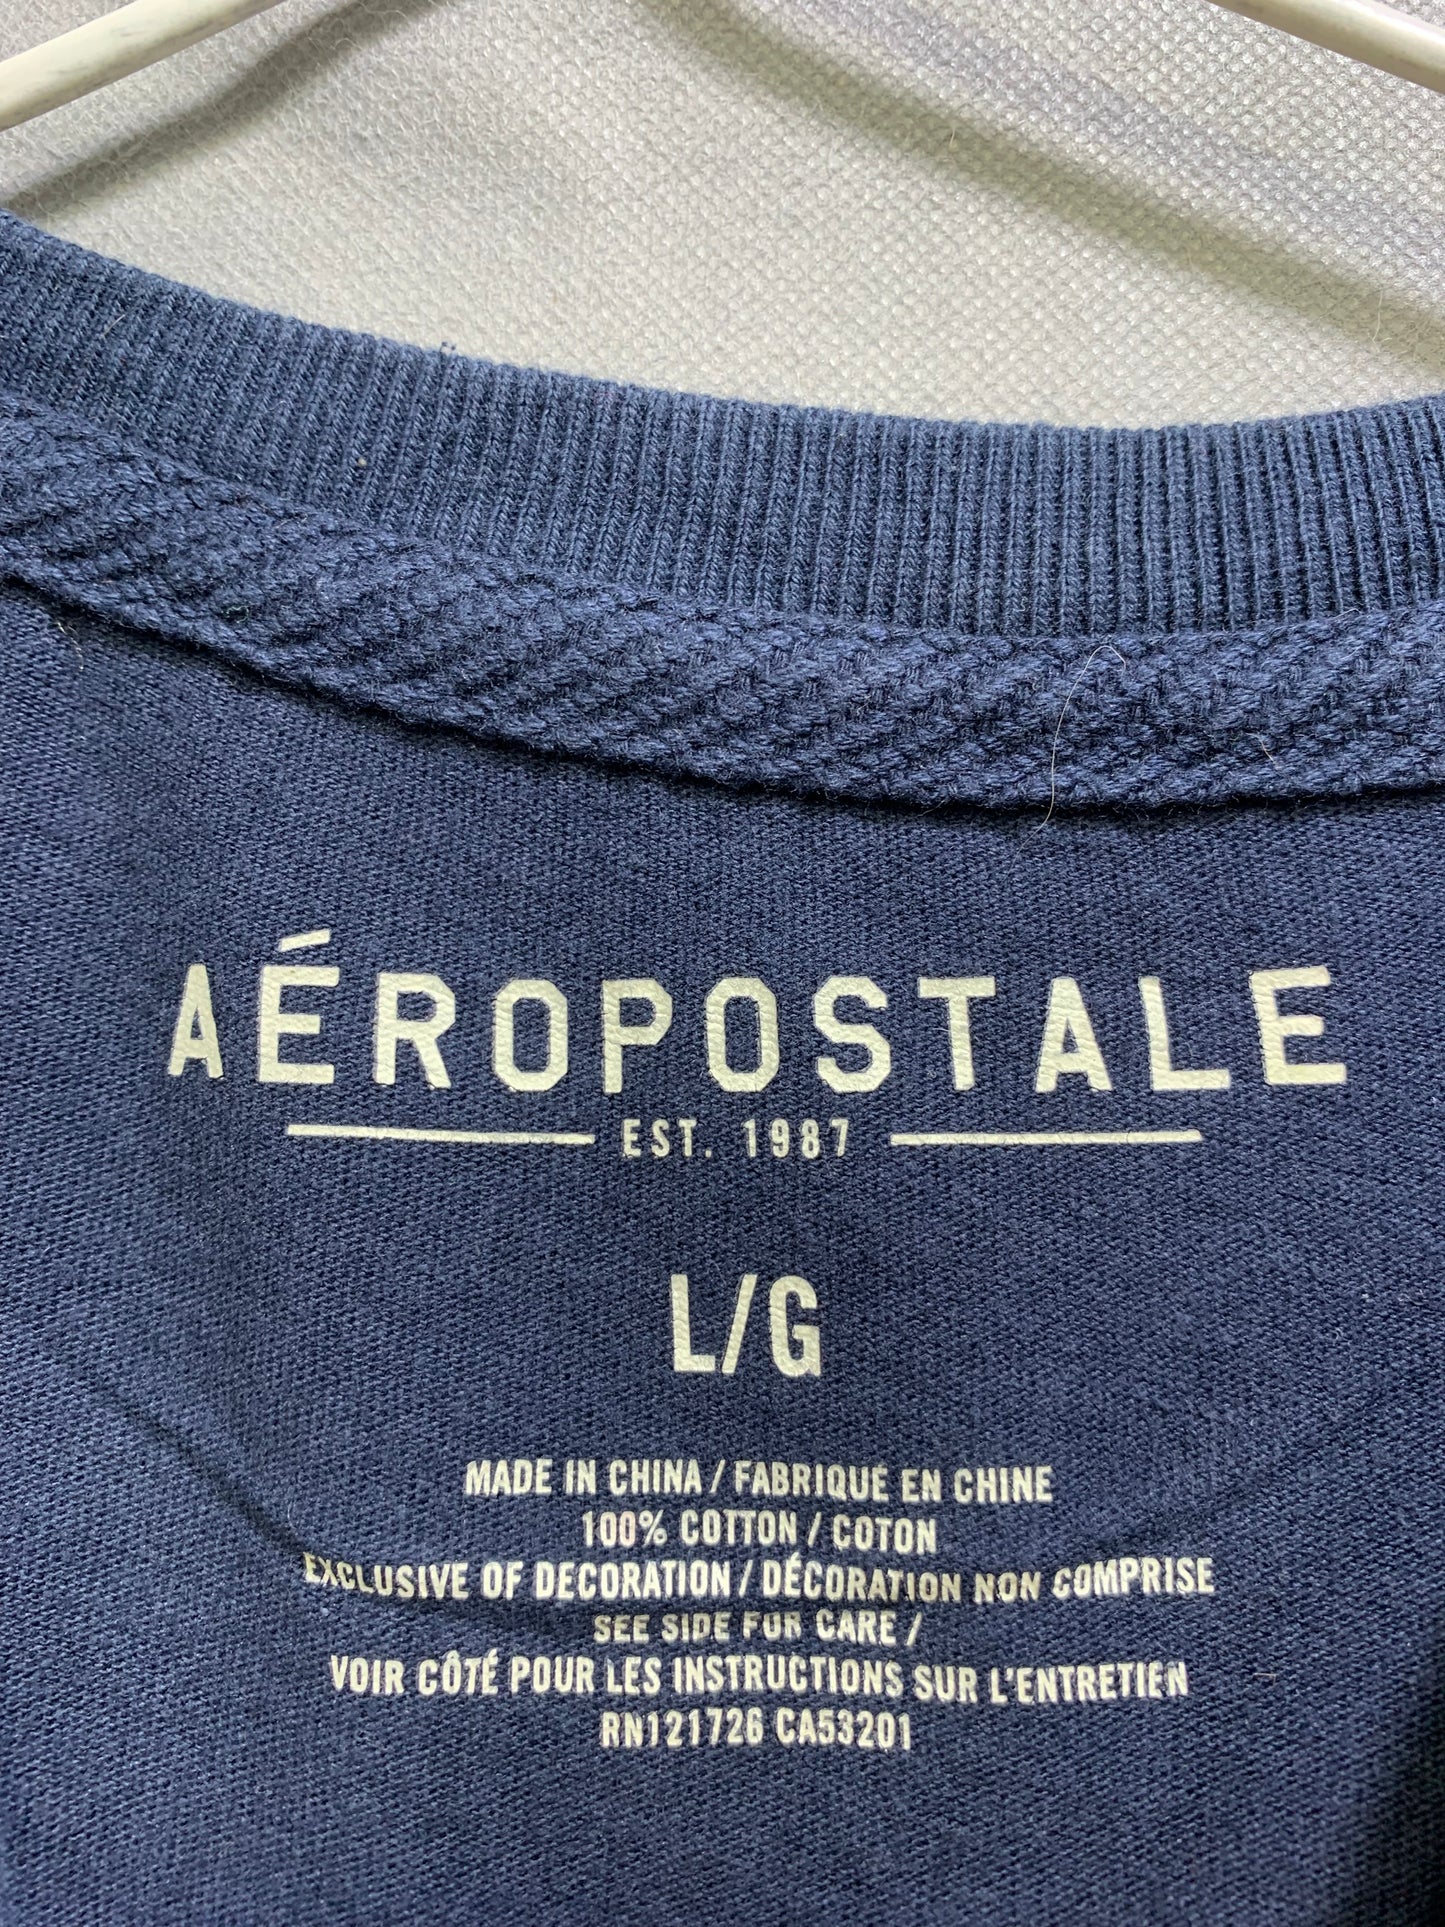 AÉROPOSTALE
EST. 1987
L/G
MADE IN CHINA / FABRIQUÉ EN CHINE
100% COTTON / COTON
EXCLUSIVE OF DECORATION / DÉCORATION NON COMPRISE
SEE SIDE FOR CARE /
VOIR CÔTÉ POUR LES INSTRUCTIONS SUR L'ENTRETIEN
RN121726 CA53201